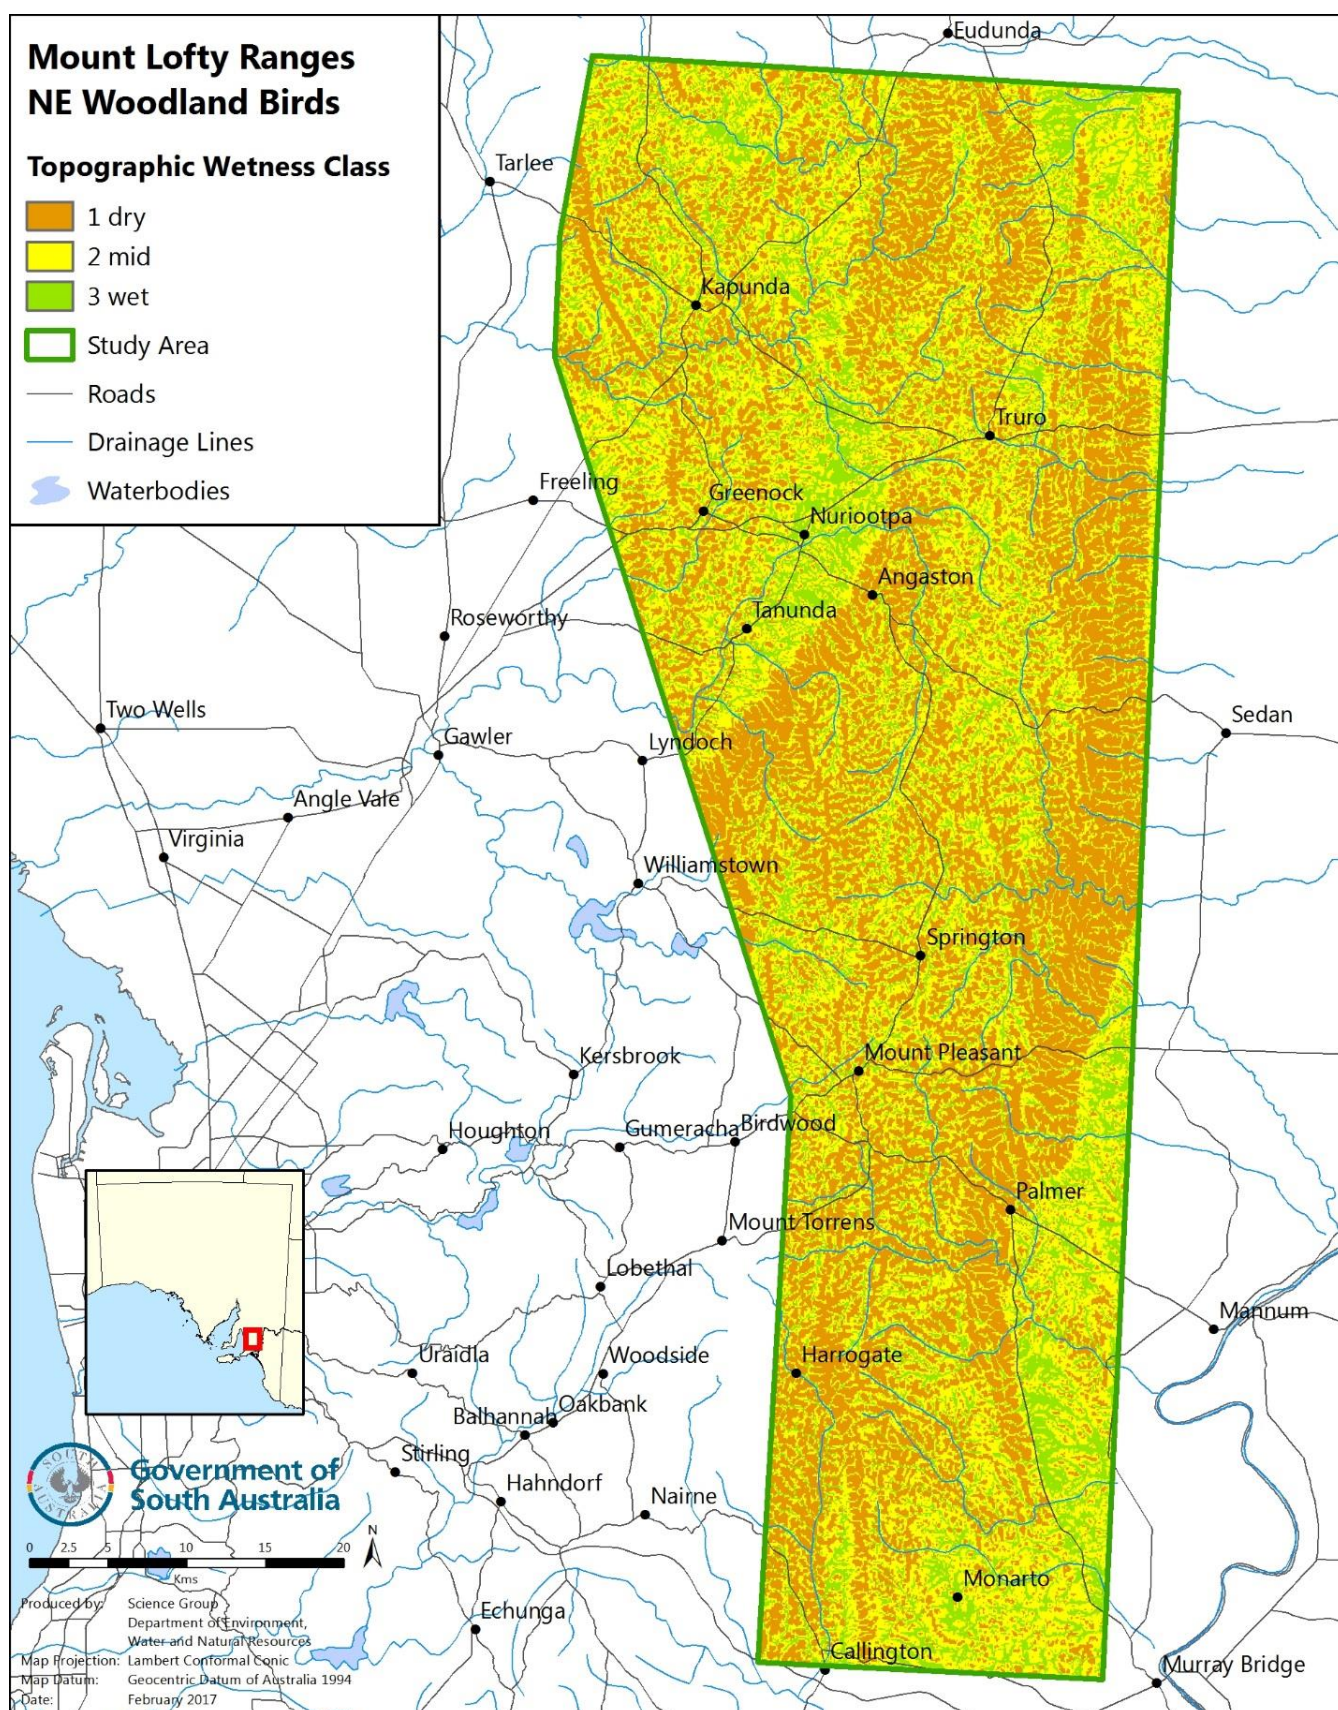 Mount Lofty Ranges
NE Woodland Birds
Topographic Wetness Class
1 dry
2 mid
3 wet
Study Area
Roads
Drainage Lines
Waterbodies
Eudunda
Tarlee
Kapunda
Truro
Freeling
Greenock
Nuriootpa
Angaston
Tanunda
Roseworthy
Two Wells
Sedan
Gawler
Lyndoch
Angle Vale
Virginia
Williamstown
Springton
Kersbrook
Mount Pleasant
Houghton
Gumeracha
Birdwood
Palmer
Mount Torrens
Lobethal
Mannum
Uraidla
Woodside
Harrogate
Oakbank
Balhannah
Stirling
Hahndorf
Nairne
Monarto
Echunga
Callington
Murray Bridge
SOUTH AUSTRALIA
Government of
South Australia
N
0 2.5 5 10 15 20
Kms
Produced by: Science Group
Department of Environment,
Water and Natural Resources
Map Projection: Lambert Conformal Conic
Map Datum: Geocentric Datum of Australia 1994
Date: February 2017